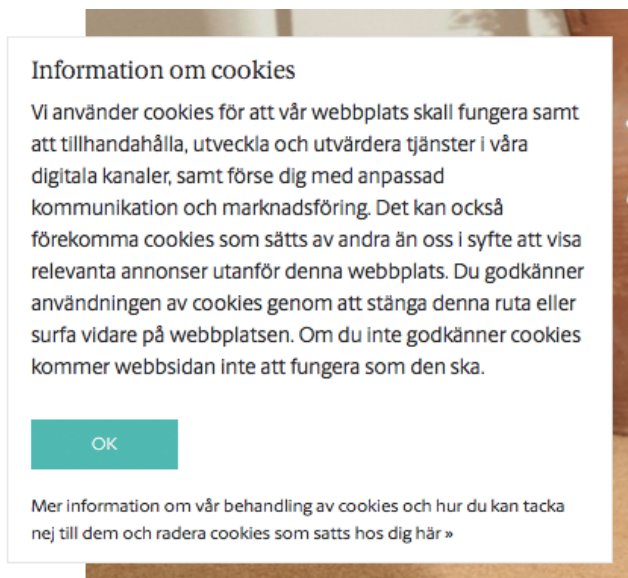 Information om cookies
Vi använder cookies för att vår webbplats skall fungera samt
att tillhandahålla, utveckla och utvärdera tjänster i våra
digitala kanaler, samt förse dig med anpassad
kommunikation och marknadsföring. Det kan också
förekomma cookies som sätts av andra än oss i syfte att visa
relevanta annonser utanför denna webbplats. Du godkänner
användningen av cookies genom att stänga denna ruta eller
surfa vidare på webbplatsen. Om du inte godkänner cookies
kommer webbsidan inte att fungera som den ska.
OK
Mer information om vår behandling av cookies och hur du kan tacka
nej till dem och radera cookies som satts hos dig här »